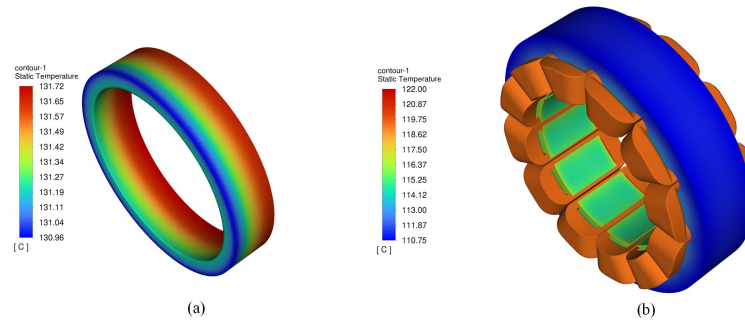 contour-1
Static Temperature
131.72
131.65
131.57
131.49
131.42
131.34
131.27
131.19
131.11
131.04
130.96
[ C ]
(a)
contour-1
Static Temperature
122.00
120.87
119.75
118.62
117.50
116.37
115.25
114.12
113.00
111.87
110.75
[ C ]
(b)